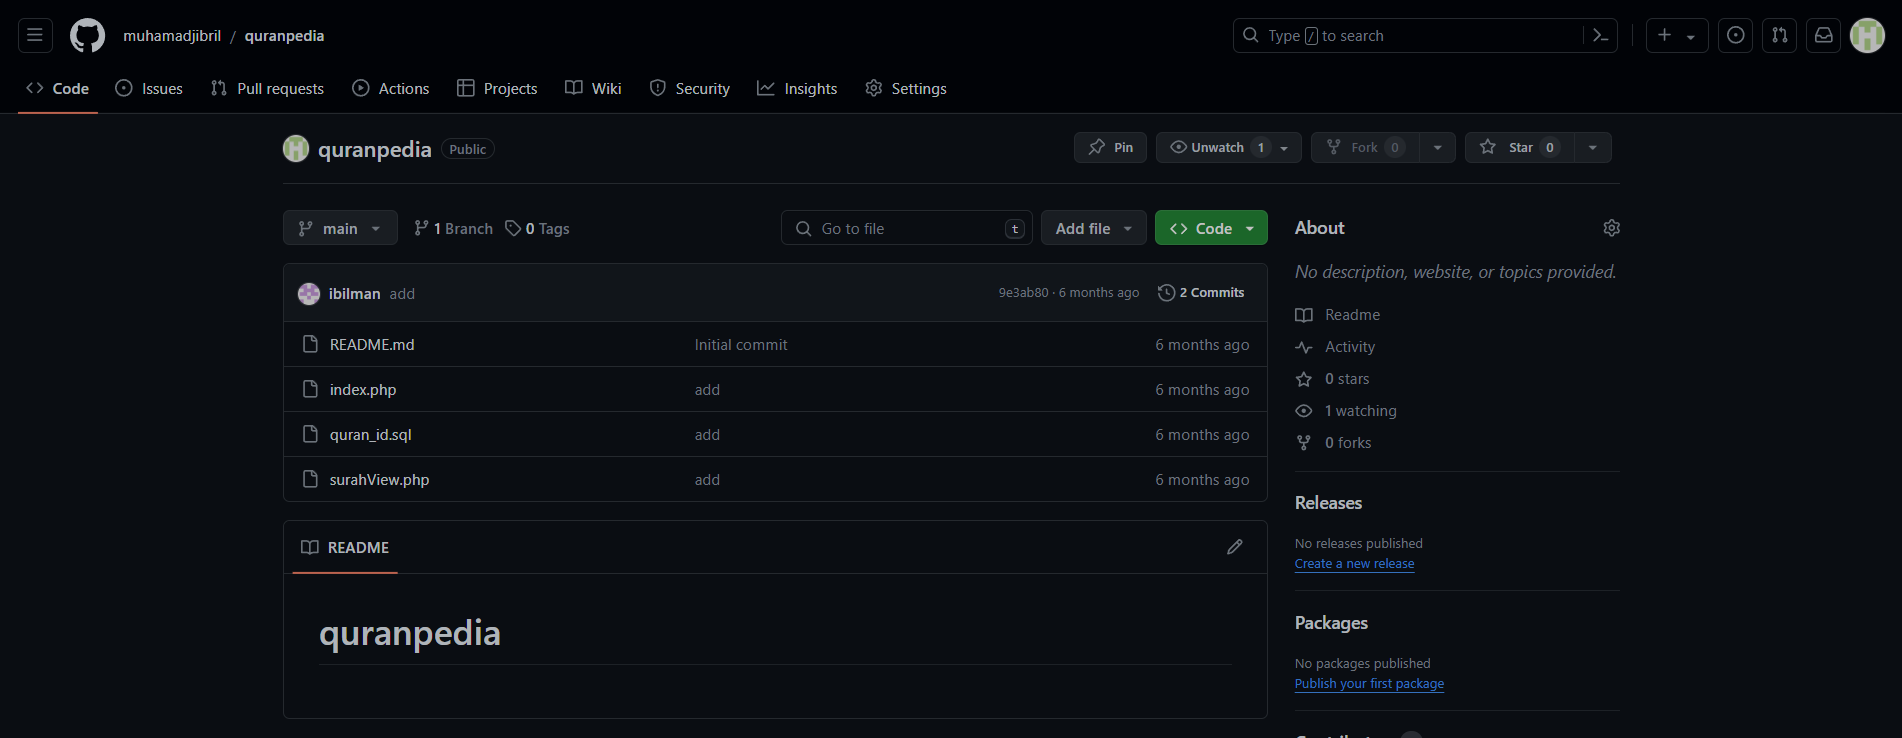 muhamadjibril / quranpedia
Type / to search
Code Issues Pull requests Actions Projects Wiki Security Insights Settings
quranpedia Public
Pin Unwatch 1 Fork 0 Star 0
main 1 Branch 0 Tags Go to file t Add file Code
ibilman add 9e3ab80 · 6 months ago 2 Commits
README.md Initial commit 6 months ago
index.php add 6 months ago
quran_id.sql add 6 months ago
surahView.php add 6 months ago
README
quranpedia
About
No description, website, or topics provided.
Readme
Activity
0 stars
1 watching
0 forks
Releases
No releases published
Create a new release
Packages
No packages published
Publish your first package